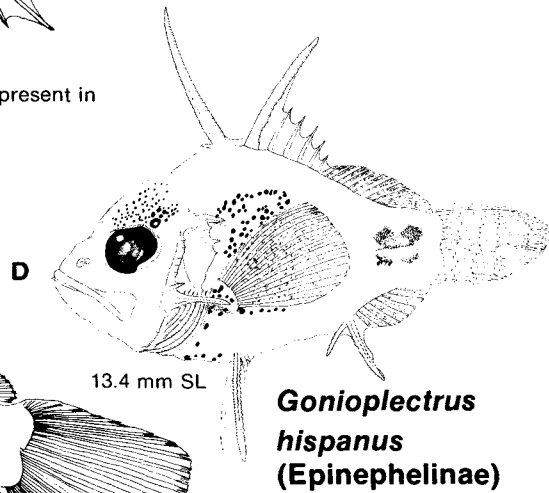 present in
D
13.4 mm SL
Gonioplectrus
hispanus
(Epinephelinae)